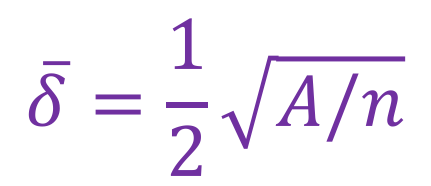 δ̄ = 1/2 √(A/n)